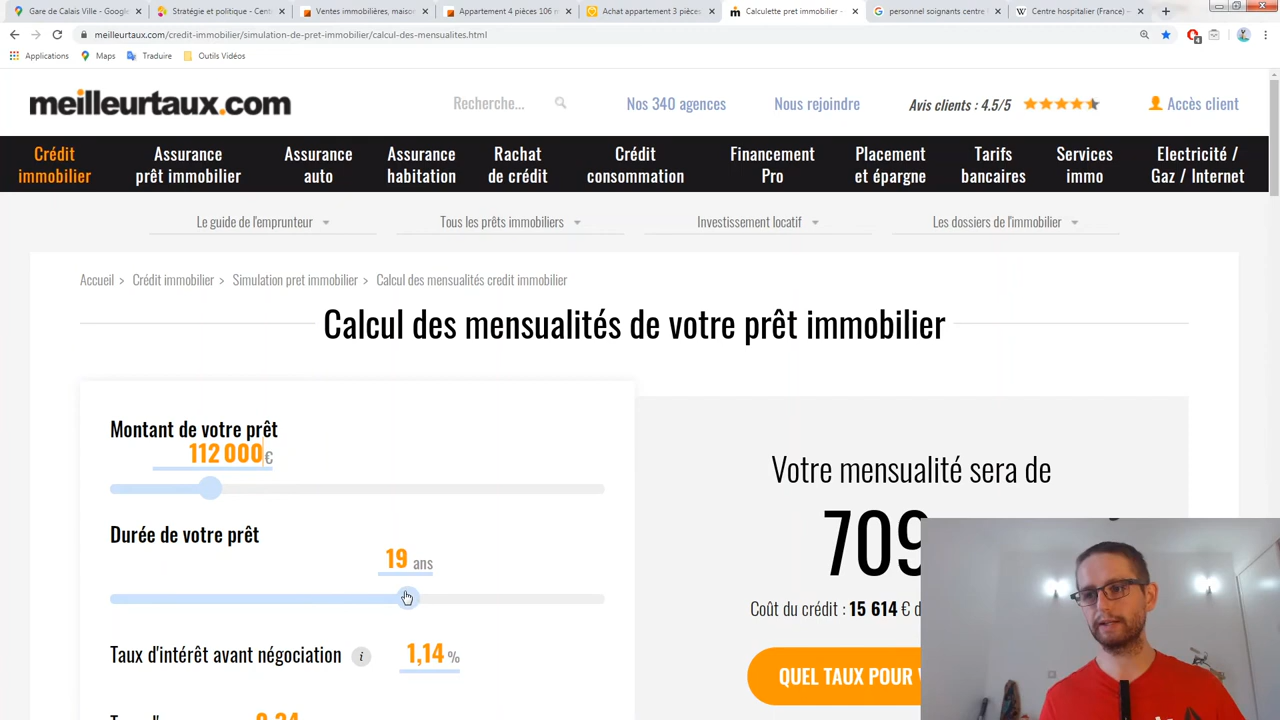 Gare de Calais Ville - Google
Stratégie et politique - Cent
Ventes immobilières, maison
Appartement 4 pièces 106 m
Achat appartement 3 pièces
Calculette pret immobilier –
personnel soignants centre
Centre hospitalier (France) —
meilleurtaux.com/credit-immobilier/simulation-de-pret-immobilier/calcul-des-mensualites.html
Applications
Maps
Traduire
Outils Vidéos
meilleurtaux.com
Recherche...
Nos 340 agences
Nous rejoindre
Avis clients : 4.5/5
Accès client
Crédit immobilier
Assurance prêt immobilier
Assurance auto
Assurance habitation
Rachat de crédit
Crédit consommation
Financement Pro
Placement et épargne
Tarifs bancaires
Services immo
Electricité / Gaz / Internet
Le guide de l'emprunteur
Tous les prêts immobiliers
Investissement locatif
Les dossiers de l'immobilier
Accueil > Crédit immobilier > Simulation pret immobilier > Calcul des mensualités credit immobilier
Calcul des mensualités de votre prêt immobilier
Montant de votre prêt
112 000 €
Durée de votre prêt
19 ans
Taux d'intérêt avant négociation i
1,14 %
Votre mensualité sera de
709
Coût du crédit : 15 614 € d
QUEL TAUX POUR